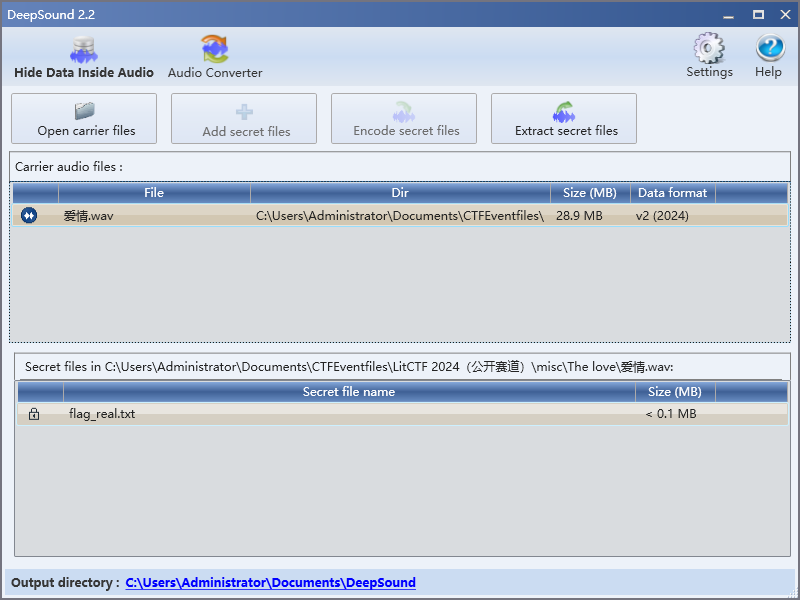 DeepSound 2.2
Hide Data Inside Audio Audio Converter Settings Help
Open carrier files Add secret files Encode secret files Extract secret files
Carrier audio files :
File Dir Size (MB) Data format
爱情.wav C:\Users\Administrator\Documents\CTFEventfiles\ 28.9 MB v2 (2024)
Secret files in C:\Users\Administrator\Documents\CTFEventfiles\LitCTF 2024（公开赛道）\misc\The love\爱情.wav:
Secret file name Size (MB)
flag_real.txt < 0.1 MB
Output directory : C:\Users\Administrator\Documents\DeepSound